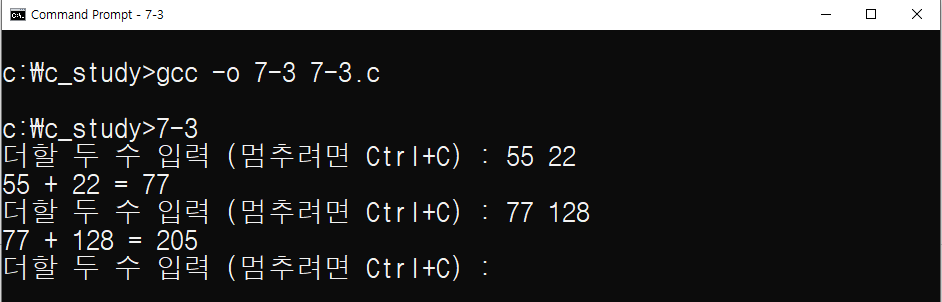 Command Prompt - 7-3
c:₩c_study>gcc -o 7-3 7-3.c
c:₩c_study>7-3
더할 두 수 입력 (멈추려면 Ctrl+C) : 55 22
55 + 22 = 77
더할 두 수 입력 (멈추려면 Ctrl+C) : 77 128
77 + 128 = 205
더할 두 수 입력 (멈추려면 Ctrl+C) :